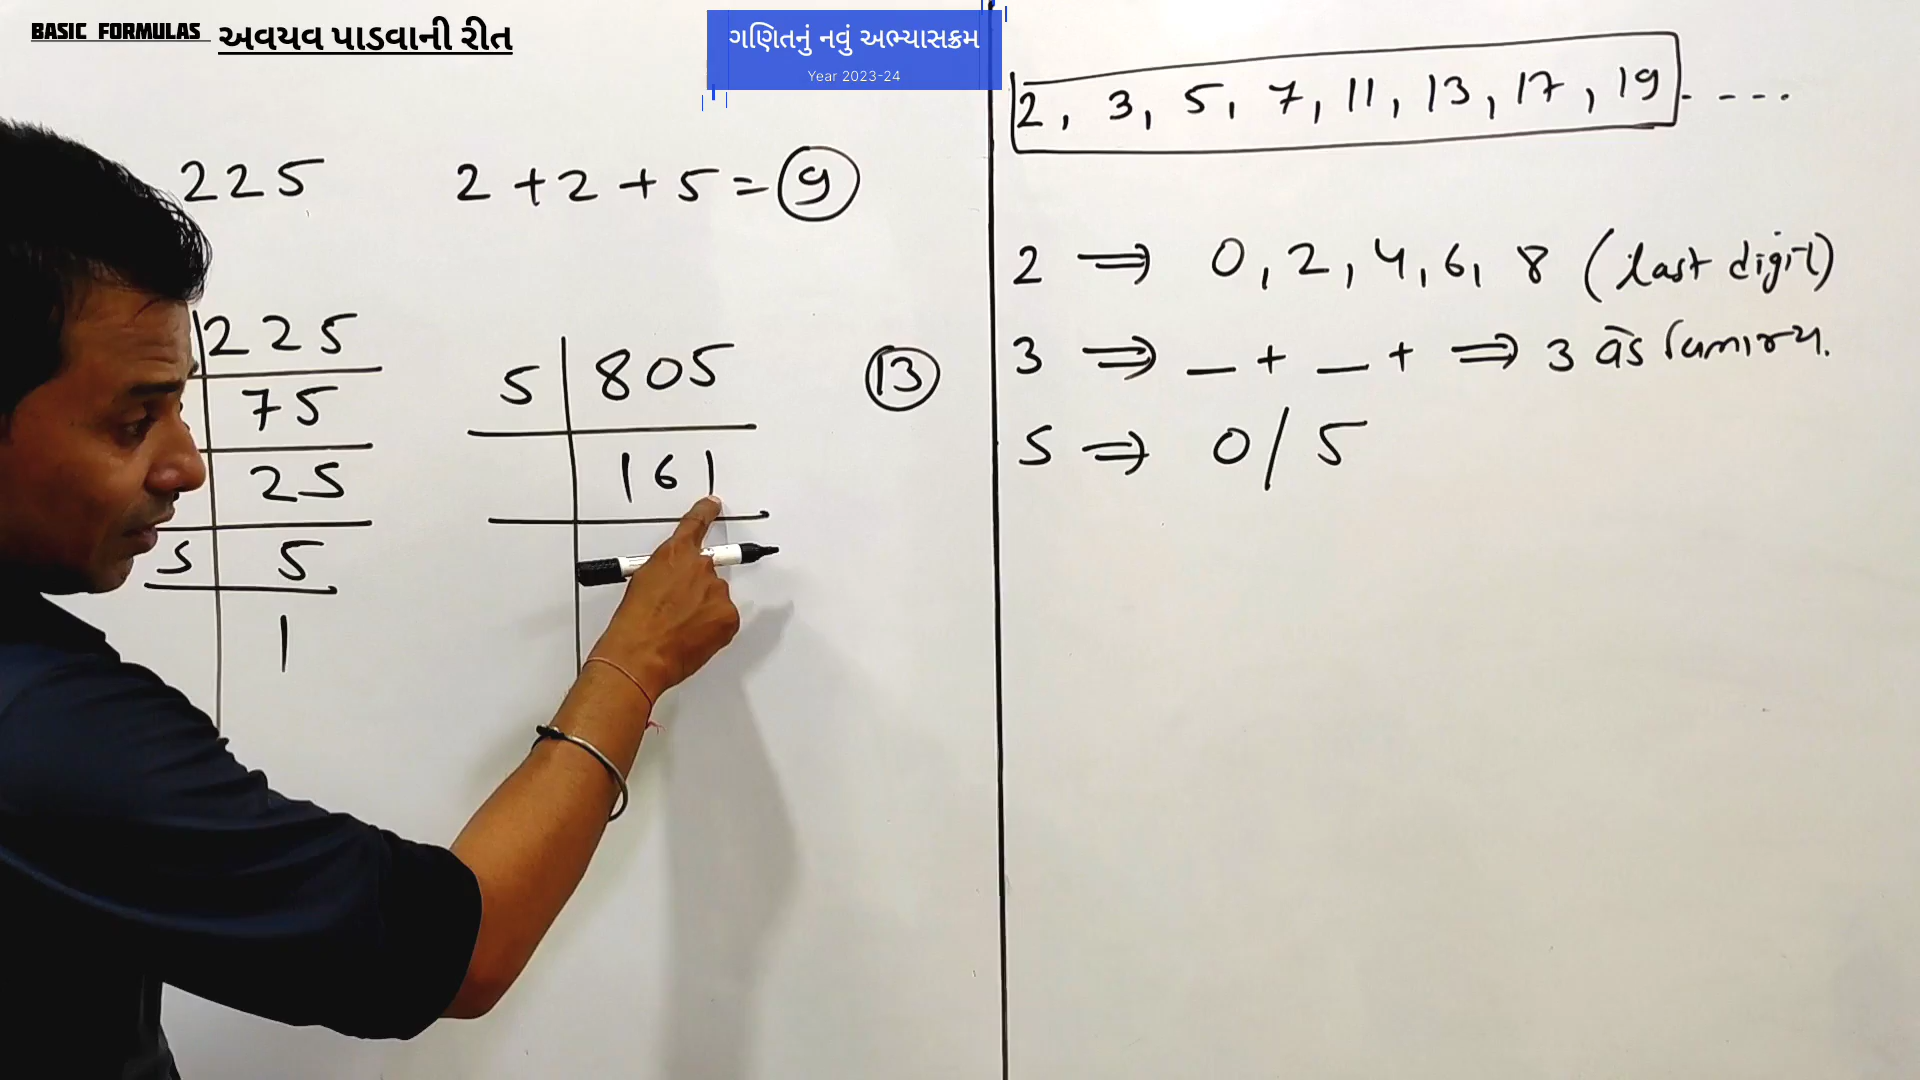 BASIC FORMULAS અવયવ પાડવાની રીત
ગણિતનું નવું અભ્યાસક્રમ
Year 2023-24
225 2 + 2 + 5 = 9
225
75
25
5 5
1
5 805
161
13
2, 3, 5, 7, 11, 13, 17, 19 - - - -
2 ⇒ 0, 2, 4, 6, 8 (last digit)
3 ⇒ _ + _ + ⇒ 3 વડે
5 ⇒ 0/5